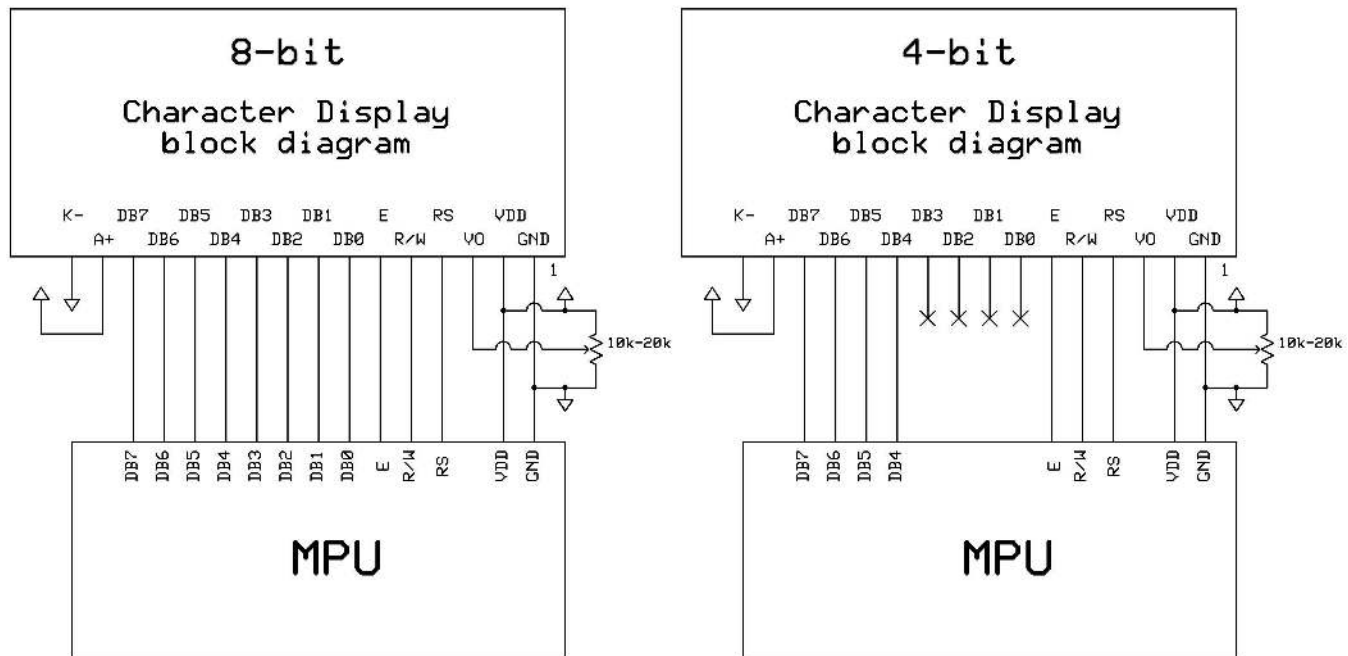 8-bit
Character Display
block diagram
K- DB7 DB5 DB3 DB1 E RS VDD
A+ DB6 DB4 DB2 DB0 R/W VO GND
1
10k-20k
DB7 DB6 DB5 DB4 DB3 DB2 DB1 DB0 E R/W RS VDD GND
MPU
4-bit
Character Display
block diagram
K- DB7 DB5 DB3 DB1 E RS VDD
A+ DB6 DB4 DB2 DB0 R/W VO GND
1
10k-20k
DB7 DB6 DB5 DB4 E R/W RS VDD GND
MPU